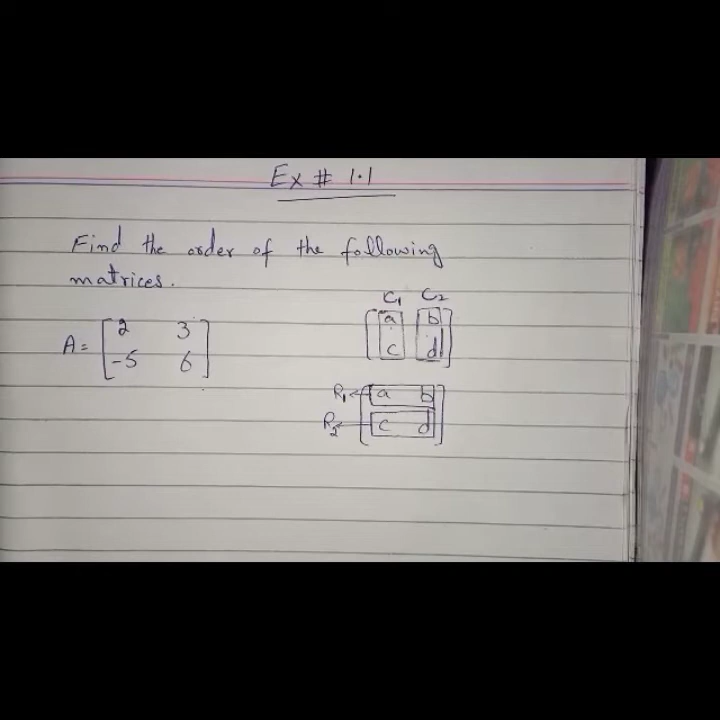 Ex # 1.1
Find the order of the following
matrices.
C1 C2
[a b]
[c d]
A = [2 3]
[-5 6]
R1 [a b]
R2 [c d]